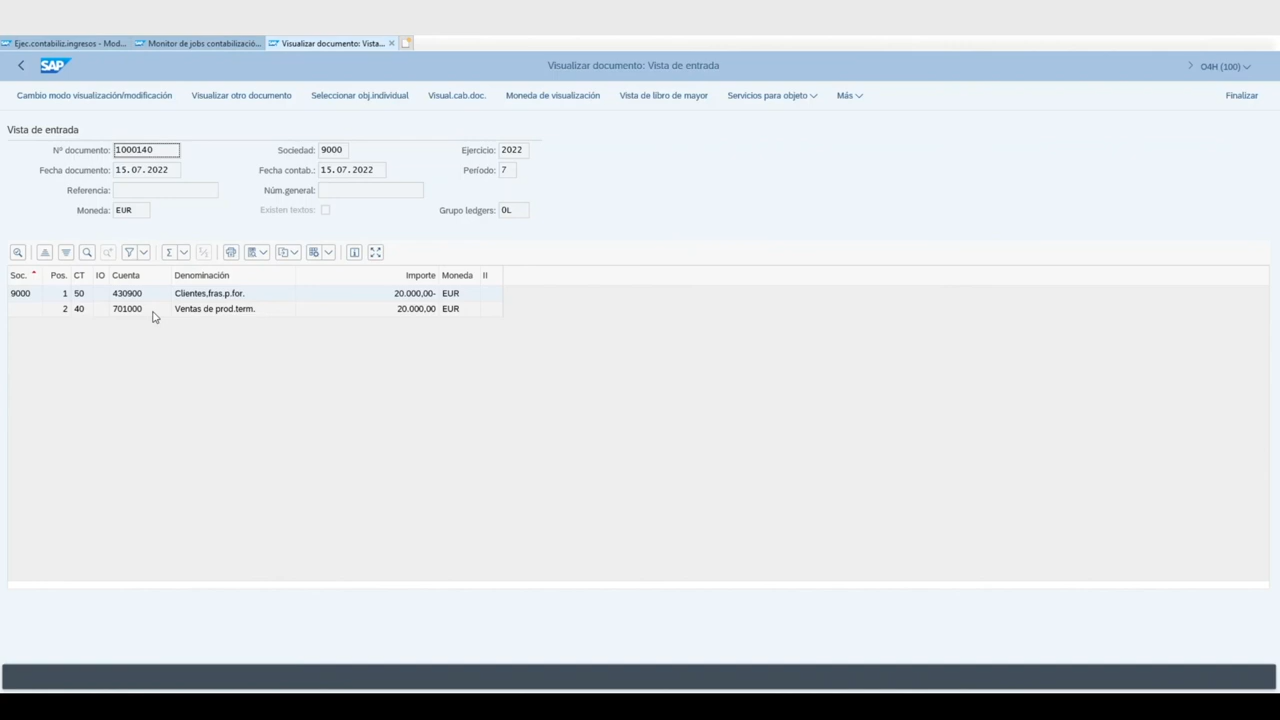 Ejec.contabiliz.ingresos - Mod... Monitor de jobs contabilizació... Visualizar documento: Vista...
SAP Visualizar documento: Vista de entrada O4H (100)
Cambio modo visualización/modificación Visualizar otro documento Seleccionar obj.individual Visual.cab.doc. Moneda de visualización Vista de libro de mayor Servicios para objeto Más Finalizar
Vista de entrada
Nº documento: 1000140 Sociedad: 9000 Ejercicio: 2022
Fecha documento: 15.07.2022 Fecha contab.: 15.07.2022 Período: 7
Referencia: Núm.general:
Moneda: EUR Existen textos: Grupo ledgers: 0L
Soc. Pos. CT IO Cuenta Denominación Importe Moneda II
9000 1 50 430900 Clientes,fras.p.for. 20.000,00- EUR
2 40 701000 Ventas de prod.term. 20.000,00 EUR